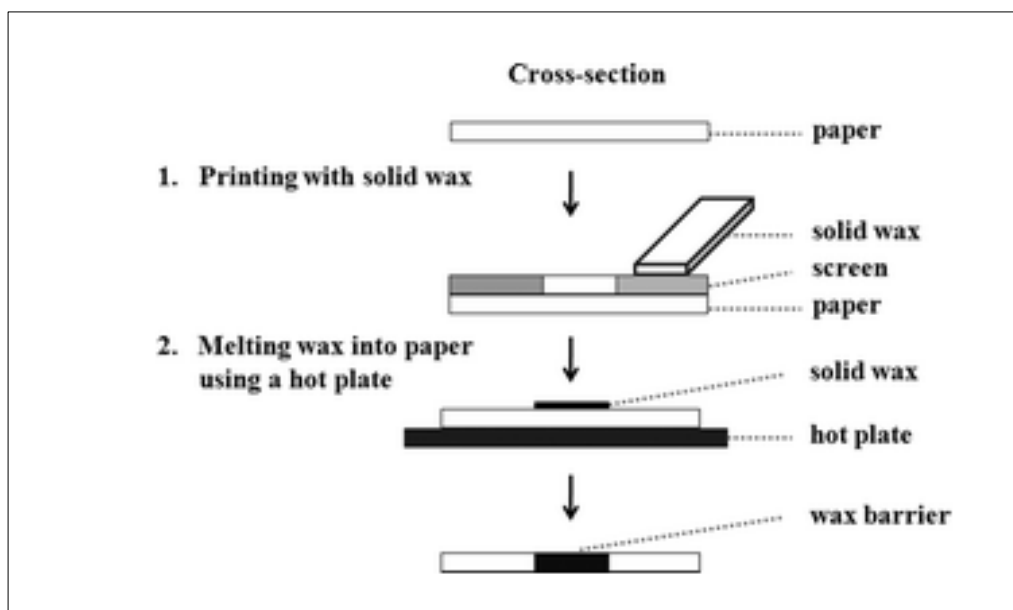 Cross-section
paper
1. Printing with solid wax
solid wax
screen
paper
2. Melting wax into paper
using a hot plate
solid wax
hot plate
wax barrier